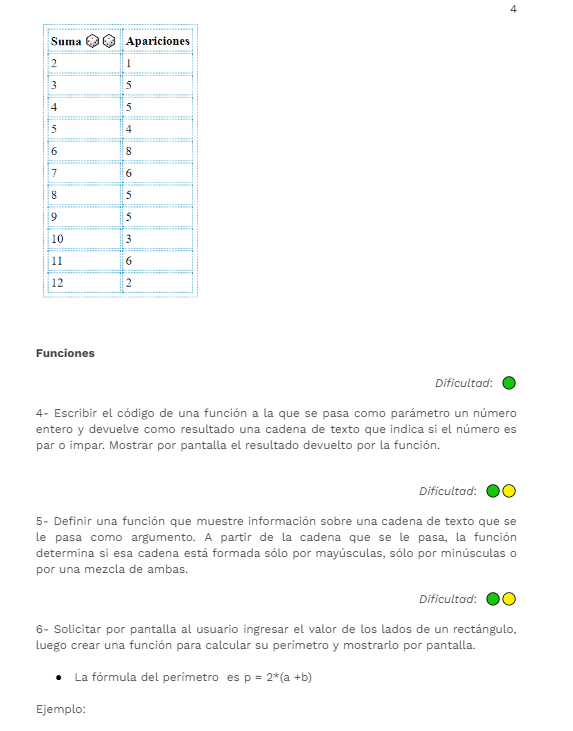 4
Suma Apariciones
2 1
3 5
4 5
5 4
6 8
7 6
8 5
9 5
10 3
11 6
12 2
Funciones
Dificultad:
4- Escribir el código de una función a la que se pasa como parámetro un número
entero y devuelve como resultado una cadena de texto que indica si el número es
par o impar. Mostrar por pantalla el resultado devuelto por la función.
Dificultad:
5- Definir una función que muestre información sobre una cadena de texto que se
le pasa como argumento. A partir de la cadena que se le pasa, la función
determina si esa cadena está formada sólo por mayúsculas, sólo por minúsculas o
por una mezcla de ambas.
Dificultad:
6- Solicitar por pantalla al usuario ingresar el valor de los lados de un rectángulo,
luego crear una función para calcular su perímetro y mostrarlo por pantalla.
● La fórmula del perímetro es p = 2*(a +b)
Ejemplo: